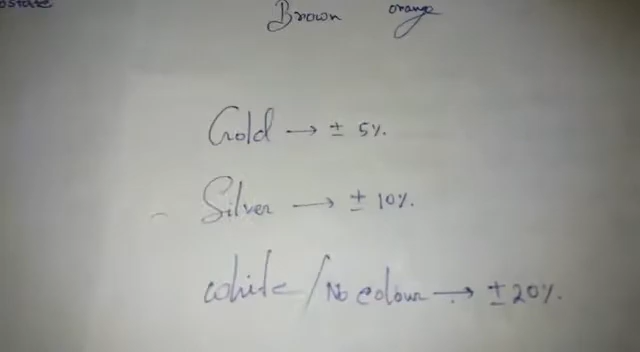 Brown orange
Gold → ± 5%.
Silver → ± 10%.
white/No colour → ± 20%.